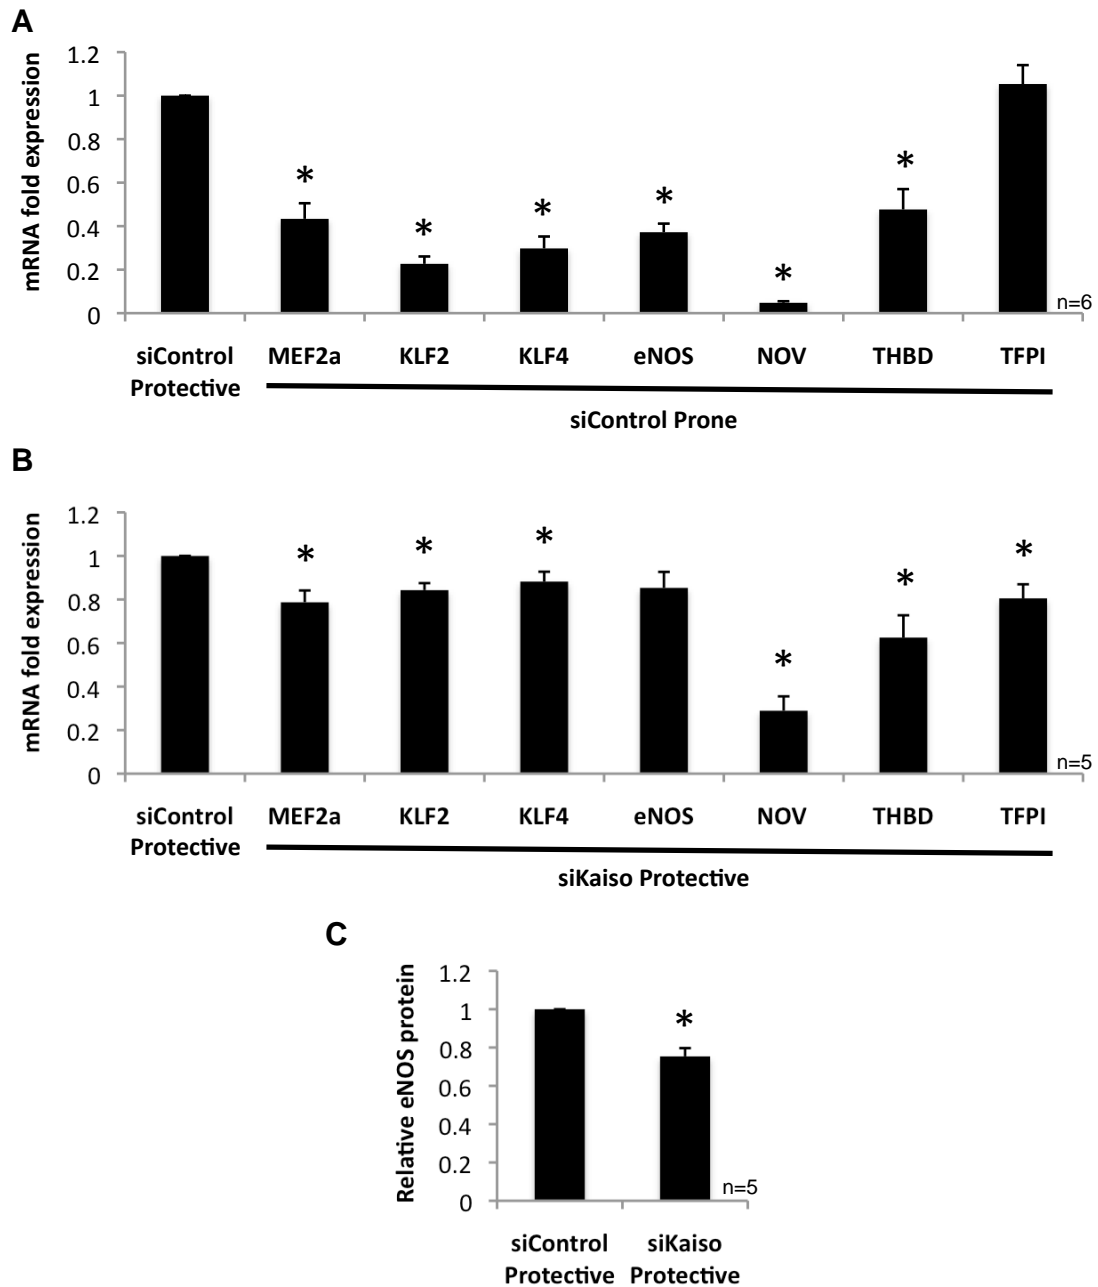 A
mRNA fold expression
1.2
1
0.8
0.6
0.4
0.2
0
* * * * * *
n=6
siControl Protective MEF2a KLF2 KLF4 eNOS NOV THBD TFPI
siControl Prone
B
mRNA fold expression
1.2
1
0.8
0.6
0.4
0.2
0
* * * * * *
n=5
siControl Protective MEF2a KLF2 KLF4 eNOS NOV THBD TFPI
siKaiso Protective
C
Relative eNOS protein
1.2
1
0.8
0.6
0.4
0.2
0
*
n=5
siControl siKaiso
Protective Protective